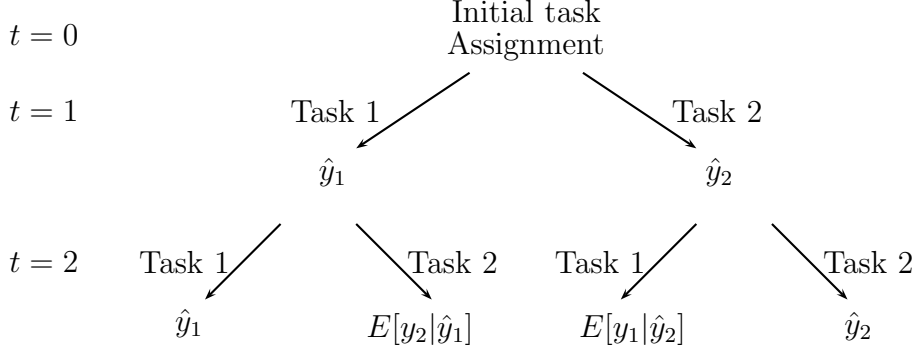 Initial task
t = 0
Assignment
t = 1 Task 1 Task 2
ŷ₁ ŷ₂
t = 2 Task 1 Task 2 Task 1 Task 2
ŷ₁ E[y₂|ŷ₁] E[y₁|ŷ₂] ŷ₂